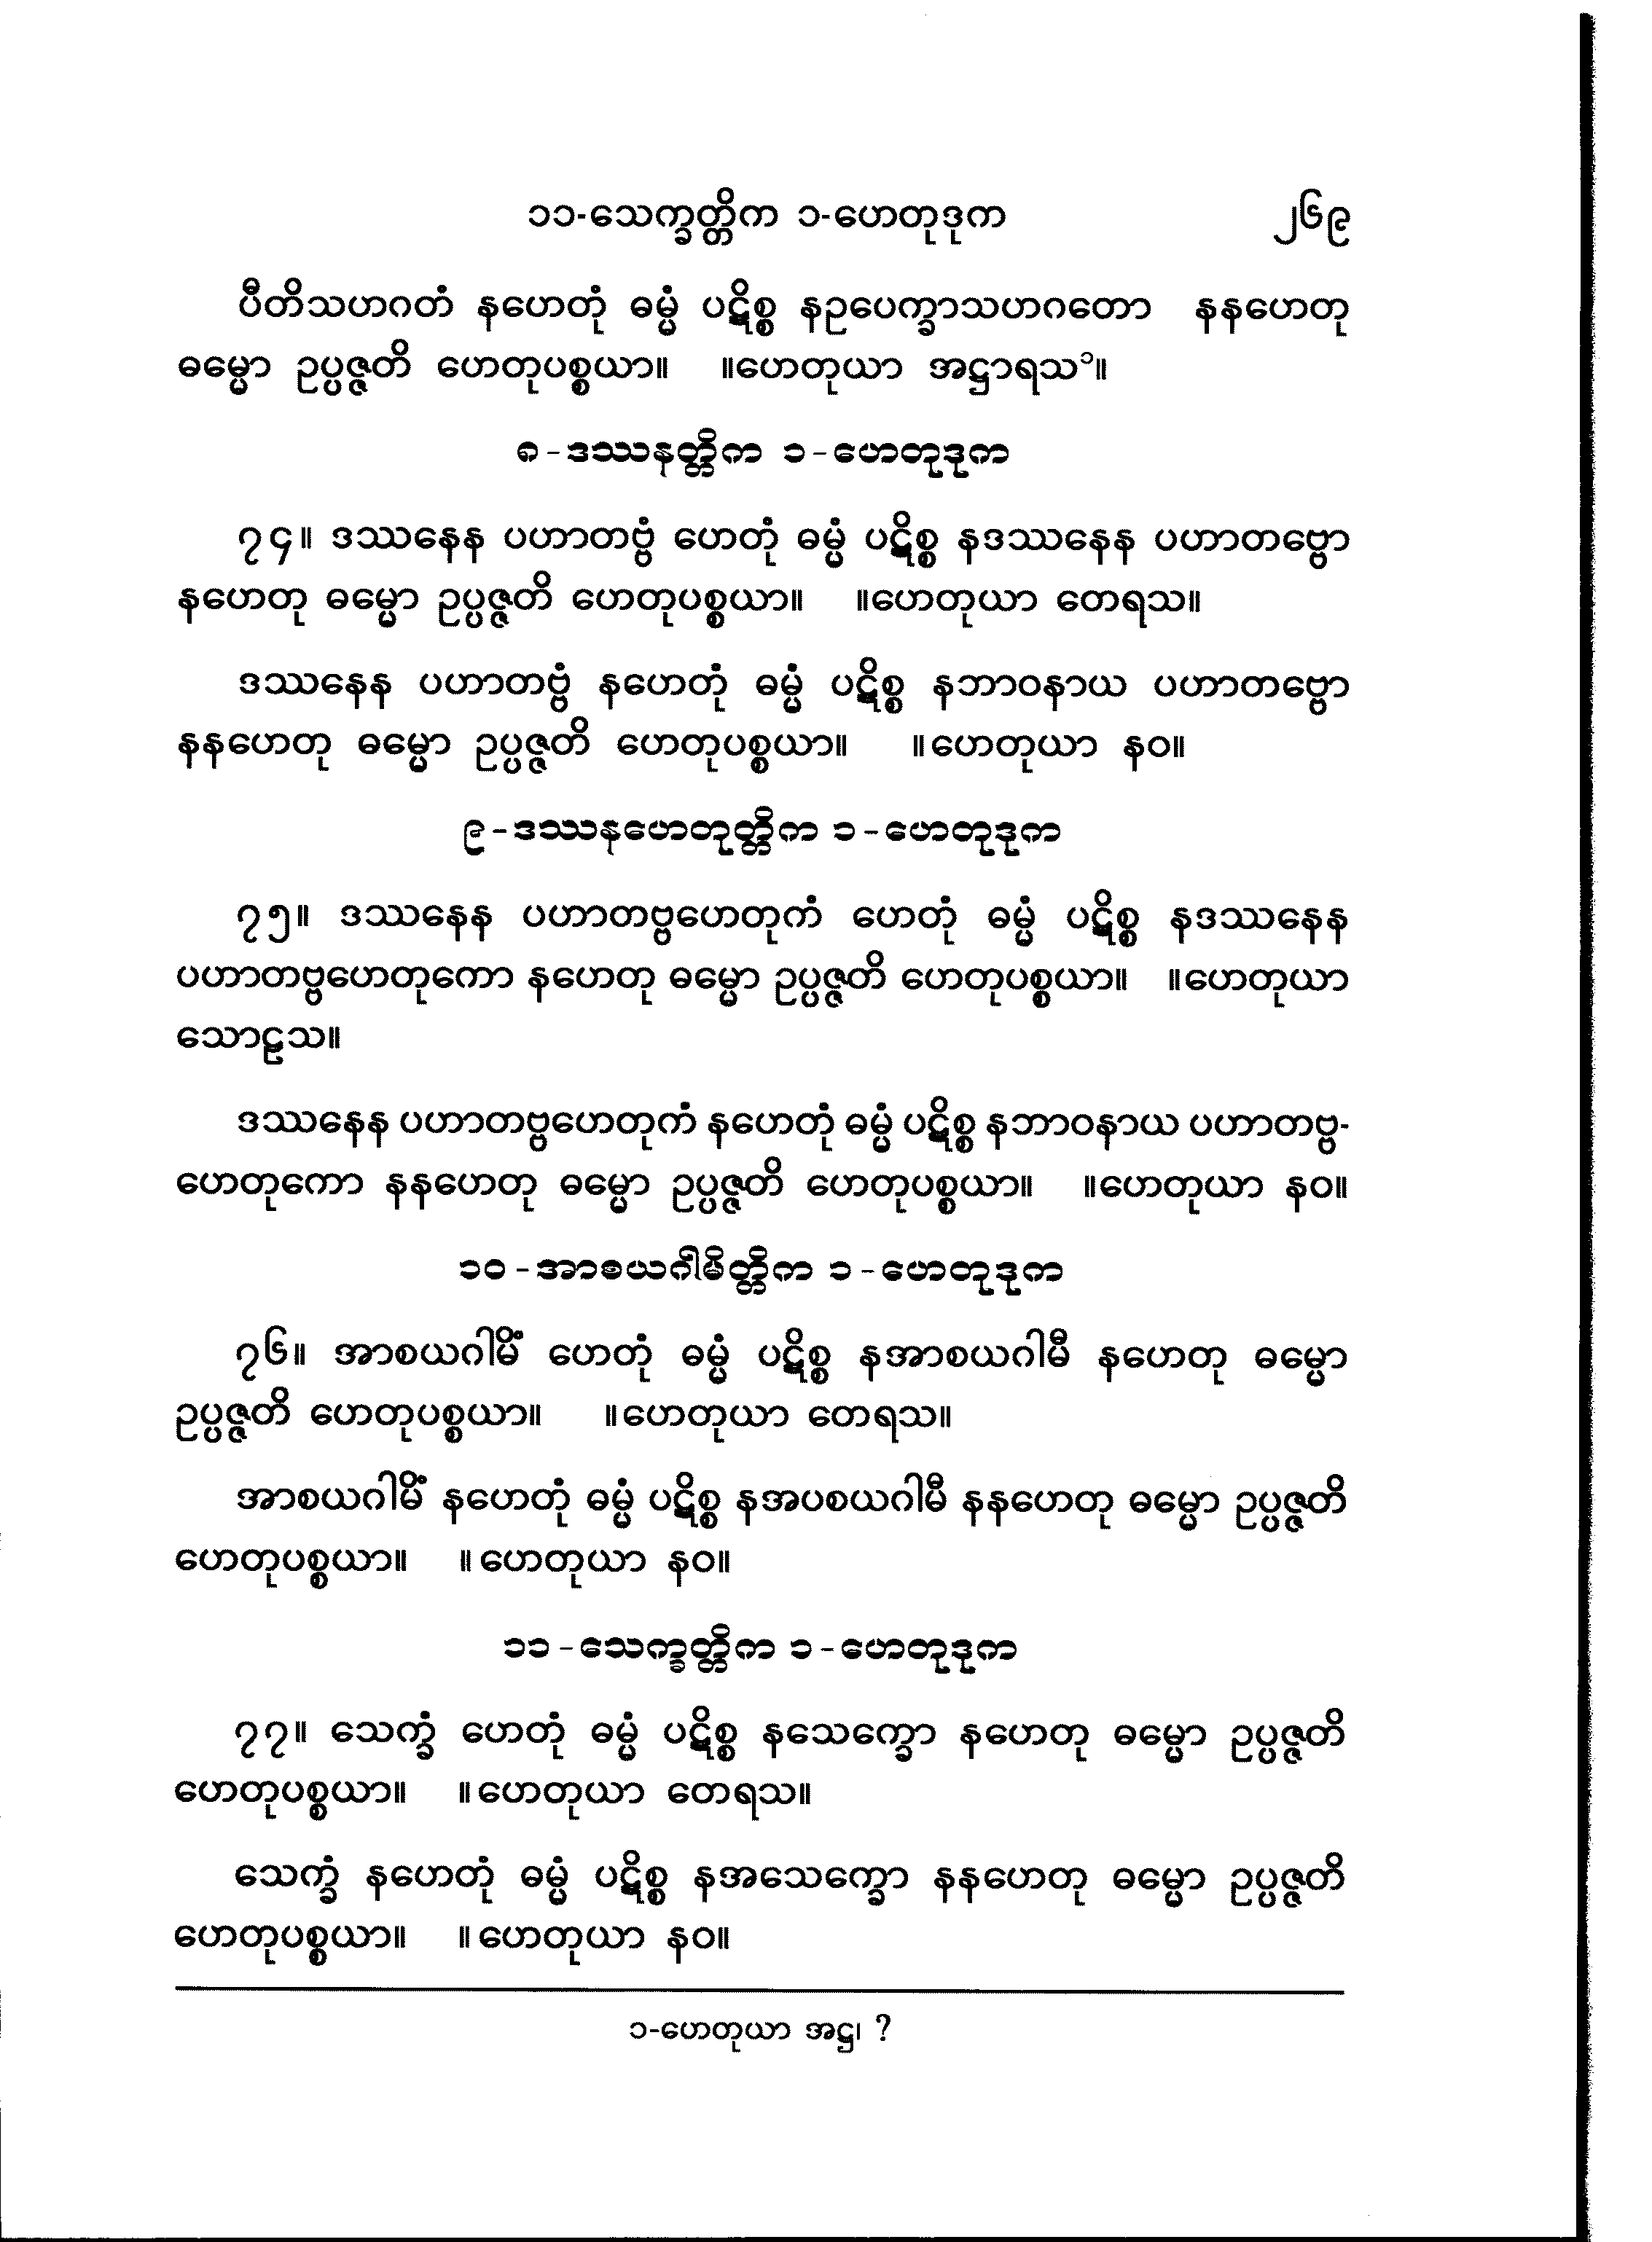 ၁၁-သေက္ခတ္တိက ၁-ဟေတုဒုက ၂၆၉
ပီတိသဟဂတံ နဟေတုံ ဓမ္မံ ပဋိစ္စ နဥပေက္ခာသဟဂတော နနဟေတု
ဓမ္မော ဥပ္ပဇ္ဇတိ ဟေတုပစ္စယာ။ ။ဟေတုယာ အဋ္ဌာရသ၁။
၈-ဒဿနတ္တိက ၁-ဟေတုဒုက
၇၄။ ဒဿနေန ပဟာတဗ္ဗံ ဟေတုံ ဓမ္မံ ပဋိစ္စ နဒဿနေန ပဟာတဗ္ဗော
နဟေတု ဓမ္မော ဥပ္ပဇ္ဇတိ ဟေတုပစ္စယာ။ ။ဟေတုယာ တေရသ။
ဒဿနေန ပဟာတဗ္ဗံ နဟေတုံ ဓမ္မံ ပဋိစ္စ နဘာဝနာယ ပဟာတဗ္ဗော
နနဟေတု ဓမ္မော ဥပ္ပဇ္ဇတိ ဟေတုပစ္စယာ။ ။ဟေတုယာ နဝ။
၉-ဒဿနဟေတုတ္တိက ၁-ဟေတုဒုက
၇၅။ ဒဿနေန ပဟာတဗ္ဗဟေတုကံ ဟေတုံ ဓမ္မံ ပဋိစ္စ နဒဿနေန
ပဟာတဗ္ဗဟေတုကော နဟေတု ဓမ္မော ဥပ္ပဇ္ဇတိ ဟေတုပစ္စယာ။ ။ဟေတုယာ
သောဠသ။
ဒဿနေန ပဟာတဗ္ဗဟေတုကံ နဟေတုံ ဓမ္မံ ပဋိစ္စ နဘာဝနာယ ပဟာတဗ္ဗ-
ဟေတုကော နနဟေတု ဓမ္မော ဥပ္ပဇ္ဇတိ ဟေတုပစ္စယာ။ ။ဟေတုယာ နဝ။
၁၀-အာစယဂါမိတ္တိက ၁-ဟေတုဒုက
၇၆။ အာစယဂါမိံ ဟေတုံ ဓမ္မံ ပဋိစ္စ နအာစယဂါမီ နဟေတု ဓမ္မော
ဥပ္ပဇ္ဇတိ ဟေတုပစ္စယာ။ ။ဟေတုယာ တေရသ။
အာစယဂါမိံ နဟေတုံ ဓမ္မံ ပဋိစ္စ နအပစယဂါမီ နနဟေတု ဓမ္မော ဥပ္ပဇ္ဇတိ
ဟေတုပစ္စယာ။ ။ဟေတုယာ နဝ။
၁၁-သေက္ခတ္တိက ၁-ဟေတုဒုက
၇၇။ သေက္ခံ ဟေတုံ ဓမ္မံ ပဋိစ္စ နသေက္ခော နဟေတု ဓမ္မော ဥပ္ပဇ္ဇတိ
ဟေတုပစ္စယာ။ ။ဟေတုယာ တေရသ။
သေက္ခံ နဟေတုံ ဓမ္မံ ပဋိစ္စ နအသေက္ခော နနဟေတု ဓမ္မော ဥပ္ပဇ္ဇတိ
ဟေတုပစ္စယာ။ ။ဟေတုယာ နဝ။
၁-ဟေတုယာ အဋ္ဌ၊ ?